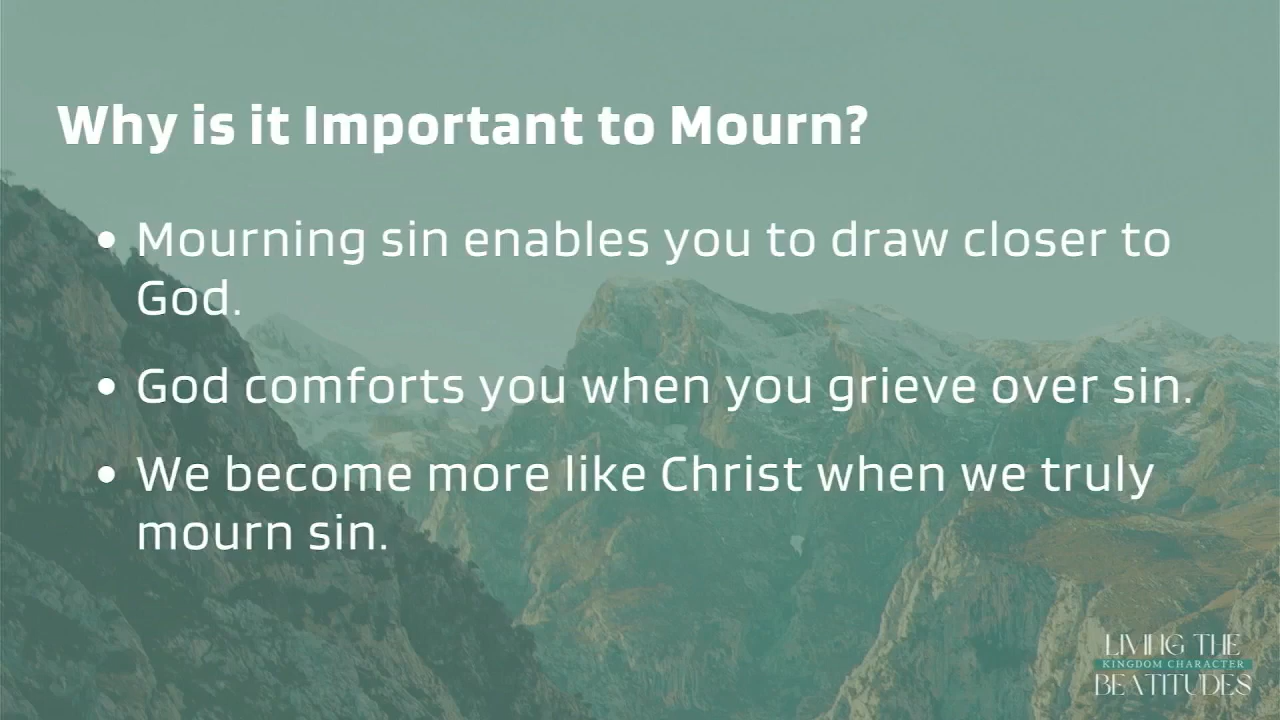 Why is it Important to Mourn?
• Mourning sin enables you to draw closer to
God.
• God comforts you when you grieve over sin.
• We become more like Christ when we truly
mourn sin.
LIVING THE
KINGDOM CHARACTER
BEATITUDES